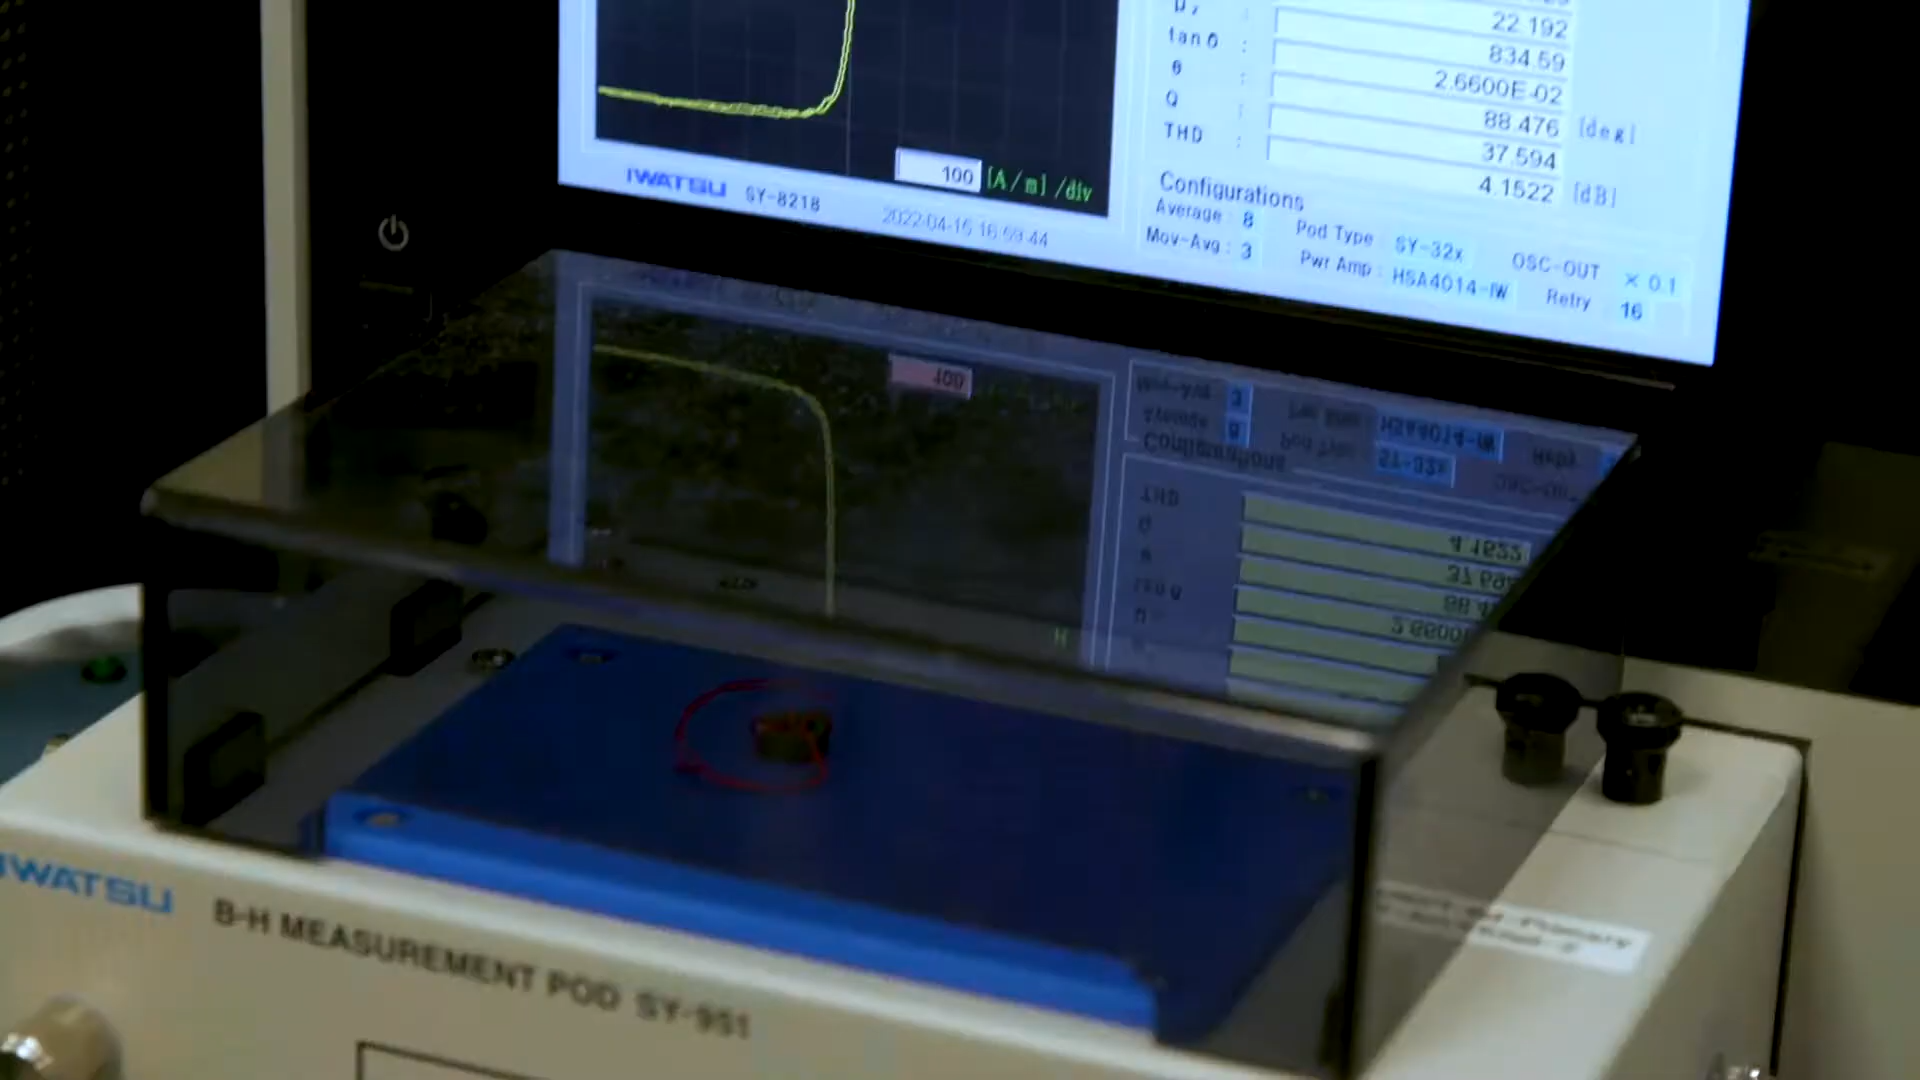 22.192
tanδ : 834.59
θ : 2.6600E-02
Q : 88.476 [deg]
THD : 37.594
4.1522 [dB]
100 [A/m]/div
IWATSU SY-8218 2022-04-15 16:59:44
Configurations
Average 8 Pod Type SY-32x OSC-OUT × 0.1
Mov-Avg : 3 Pwr Amp : HSA4014-IW Retry 16
IWATSU B-H MEASUREMENT POD SY-951